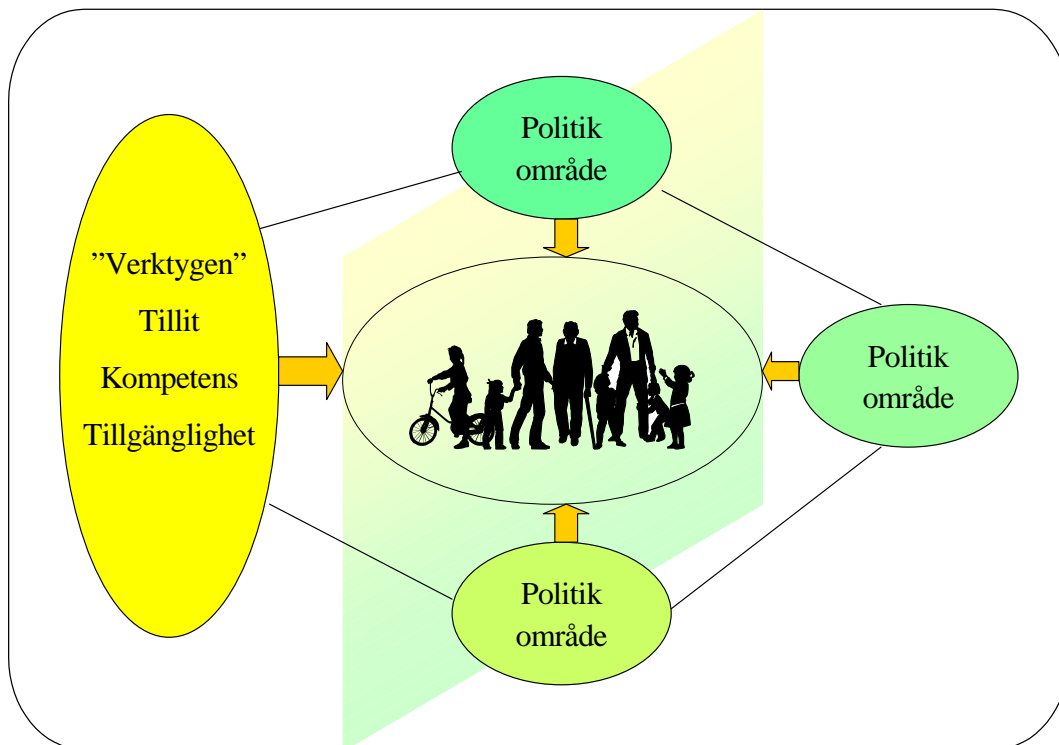 Politik
område
”Verktygen”
Tillit
Kompetens
Tillgänglighet
Politik
område
Politik
område